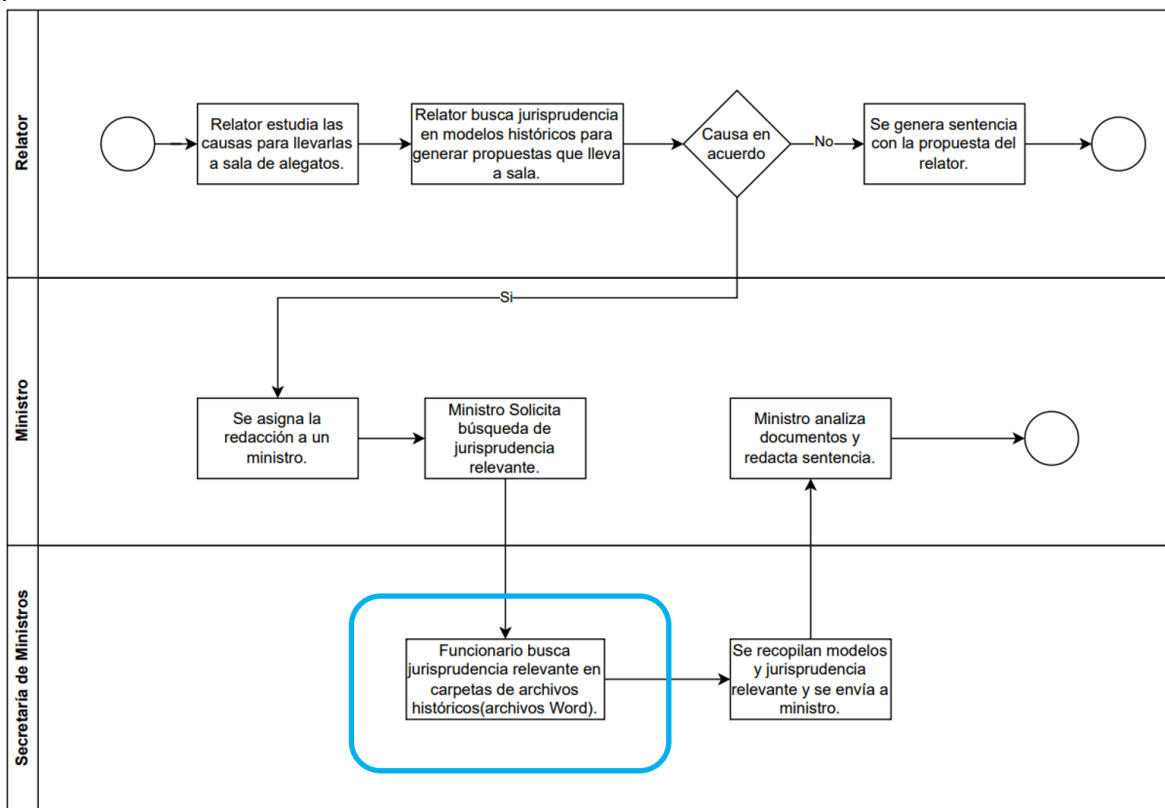 Relator
Relator estudia las
causas para llevarlas
a sala de alegatos.
Relator busca jurisprudencia
en modelos históricos para
generar propuestas que lleva
a sala.
Causa en
acuerdo
No
Se genera sentencia
con la propuesta del
relator.
Si
Ministro
Se asigna la
redacción a un
ministro.
Ministro Solicita
búsqueda de
jurisprudencia
relevante.
Ministro analiza
documentos y
redacta sentencia.
Secretaría de Ministros
Funcionario busca
jurisprudencia relevante en
carpetas de archivos
históricos(archivos Word).
Se recopilan modelos
y jurisprudencia
relevante y se envía a
ministro.